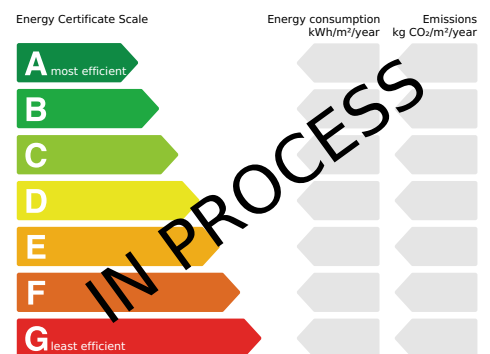 Energy Certificate Scale
Energy consumption
kWh/m²/year
Emissions
kg CO₂/m²/year
A most efficient
B
C
D
E
F
G least efficient
IN PROCESS